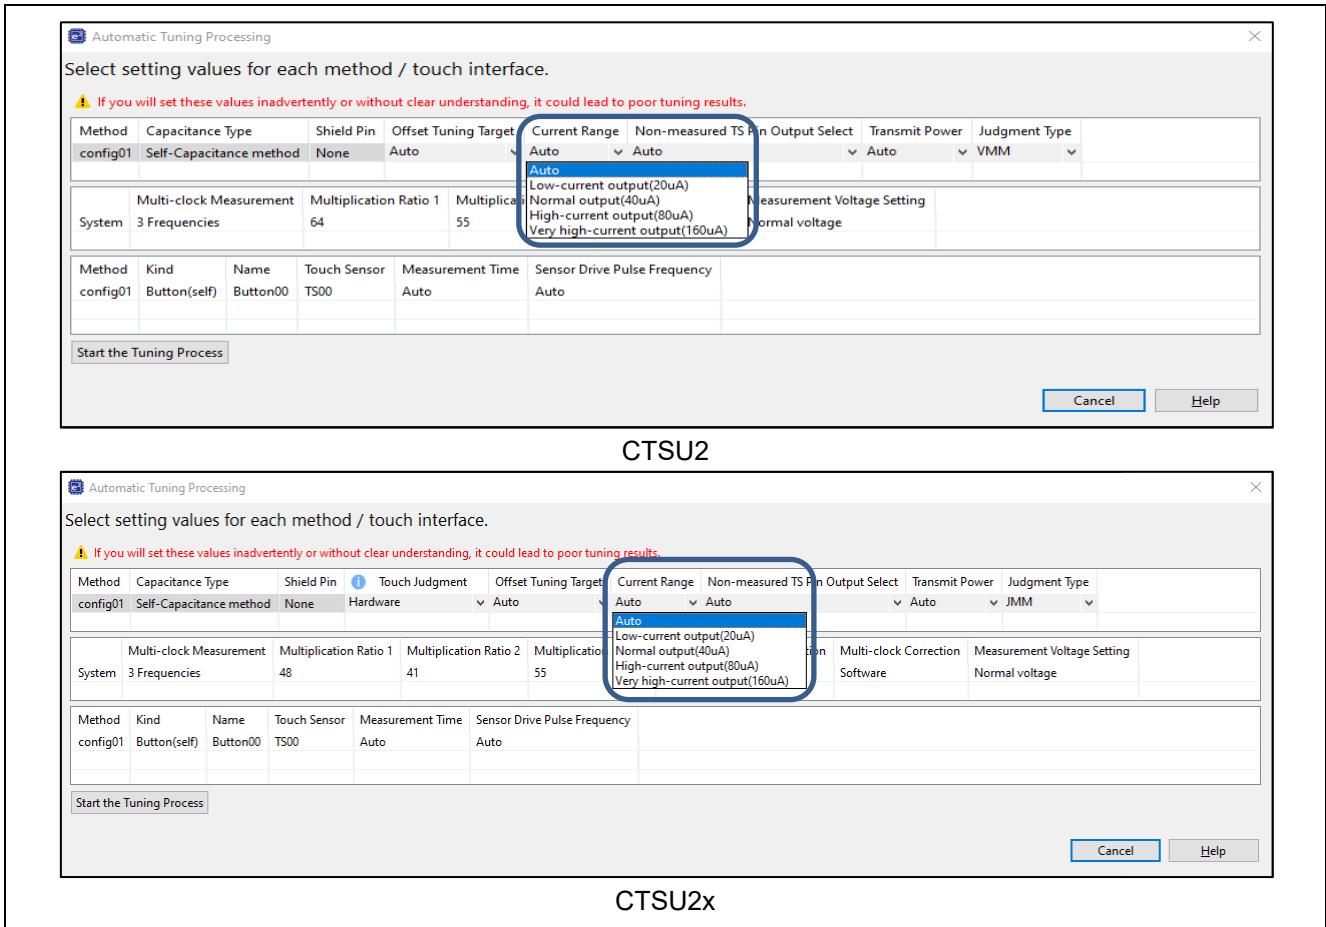 Automatic Tuning Processing
Select setting values for each method / touch interface.
If you will set these values inadvertently or without clear understanding, it could lead to poor tuning results.
Method Capacitance Type Shield Pin Offset Tuning Target Current Range Non-measured TS Pin Output Select Transmit Power Judgment Type
config01 Self-Capacitance method None Auto Auto Auto Auto VMM
Auto
Low-current output(20uA)
Normal output(40uA)
High-current output(80uA)
Very high-current output(160uA)
Multi-clock Measurement Multiplication Ratio 1 Measurement Voltage Setting
System 3 Frequencies 64 55 Normal voltage
Method Kind Name Touch Sensor Measurement Time Sensor Drive Pulse Frequency
config01 Button(self) Button00 TS00 Auto Auto
Start the Tuning Process
Cancel Help
CTSU2
Automatic Tuning Processing
Select setting values for each method / touch interface.
If you will set these values inadvertently or without clear understanding, it could lead to poor tuning results.
Method Capacitance Type Shield Pin Touch Judgment Offset Tuning Target Current Range Non-measured TS Pin Output Select Transmit Power Judgment Type
config01 Self-Capacitance method None Hardware Auto Auto Auto Auto JMM
Auto
Low-current output(20uA)
Normal output(40uA)
High-current output(80uA)
Very high-current output(160uA)
Multi-clock Measurement Multiplication Ratio 1 Multiplication Ratio 2 Multiplication Multi-clock Correction Measurement Voltage Setting
System 3 Frequencies 48 41 55 Software Normal voltage
Method Kind Name Touch Sensor Measurement Time Sensor Drive Pulse Frequency
config01 Button(self) Button00 TS00 Auto Auto
Start the Tuning Process
Cancel Help
CTSU2x